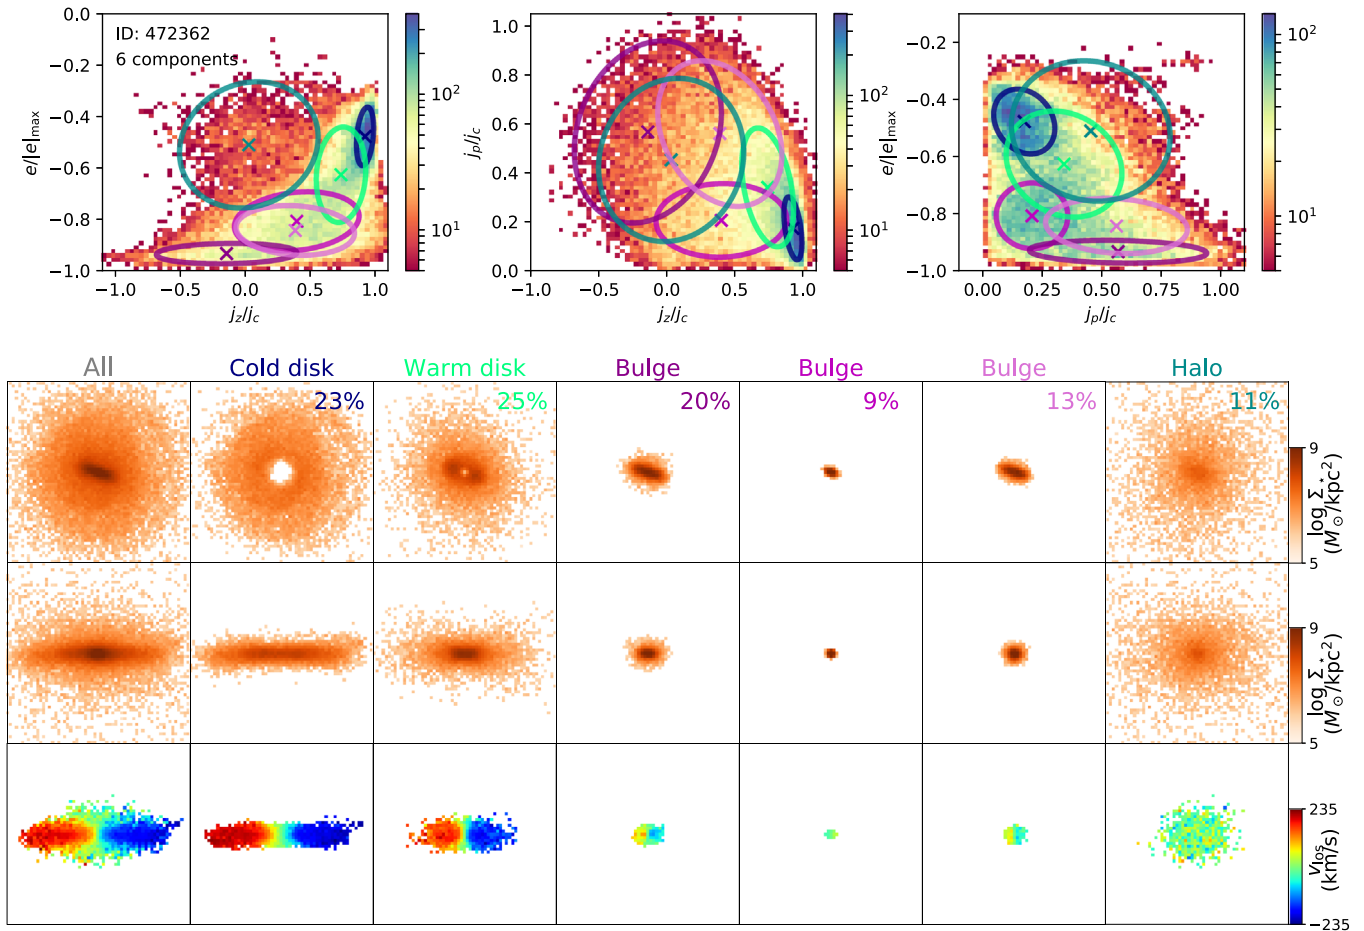 ID: 472362
6 components
0.0
−0.2
−0.4
−0.6
−0.8
−1.0
e/|e|max
−1.0
−0.5
0.0
0.5
1.0
jz/jc
10²
10¹
1.0
0.8
0.6
0.4
0.2
0.0
jp/jc
−1.0
−0.5
0.0
0.5
1.0
jz/jc
10²
10¹
−0.2
−0.4
−0.6
−0.8
−1.0
e/|e|max
0.00
0.25
0.50
0.75
1.00
jp/jc
10²
10¹
All
Cold disk
Warm disk
Bulge
Bulge
Bulge
Halo
23%
25%
20%
9%
13%
11%
9
log Σ⋆
(M⊙/kpc²)
5
9
log Σ⋆
(M⊙/kpc²)
5
235
vlos
(km/s)
−235